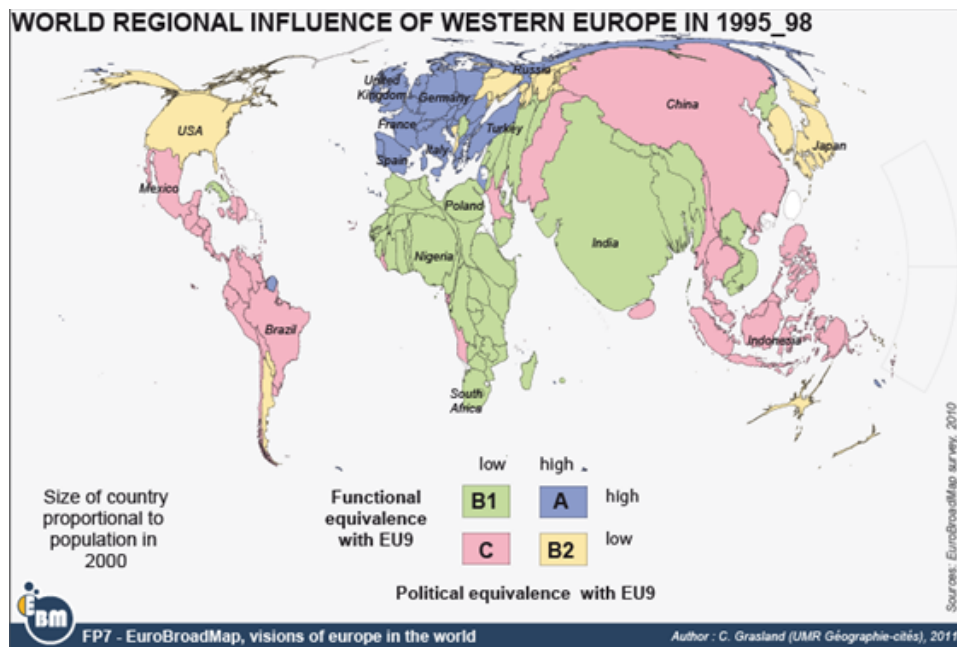 WORLD REGIONAL INFLUENCE OF WESTERN EUROPE IN 1995_98
United
Kingdom
Germany
Russia
France
Spain
Italy
Turkey
China
Japan
USA
Mexico
Poland
Nigeria
India
Brazil
Indonesia
South
Africa
low high
Size of country
proportional to
population in
2000
Functional
equivalence
with EU9
B1 A high
C B2 low
Political equivalence with EU9
Sources: EuroBroadMap survey, 2010
EBM
FP7 - EuroBroadMap, visions of europe in the world
Author : C. Grasland (UMR Géographie-cités), 2011